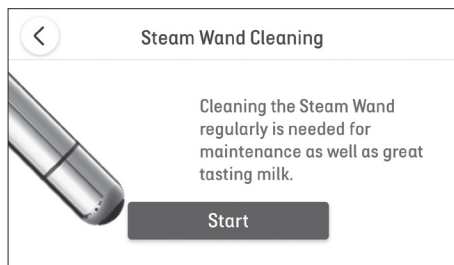 Steam Wand Cleaning
Cleaning the Steam Wand
regularly is needed for
maintenance as well as great
tasting milk.
Start